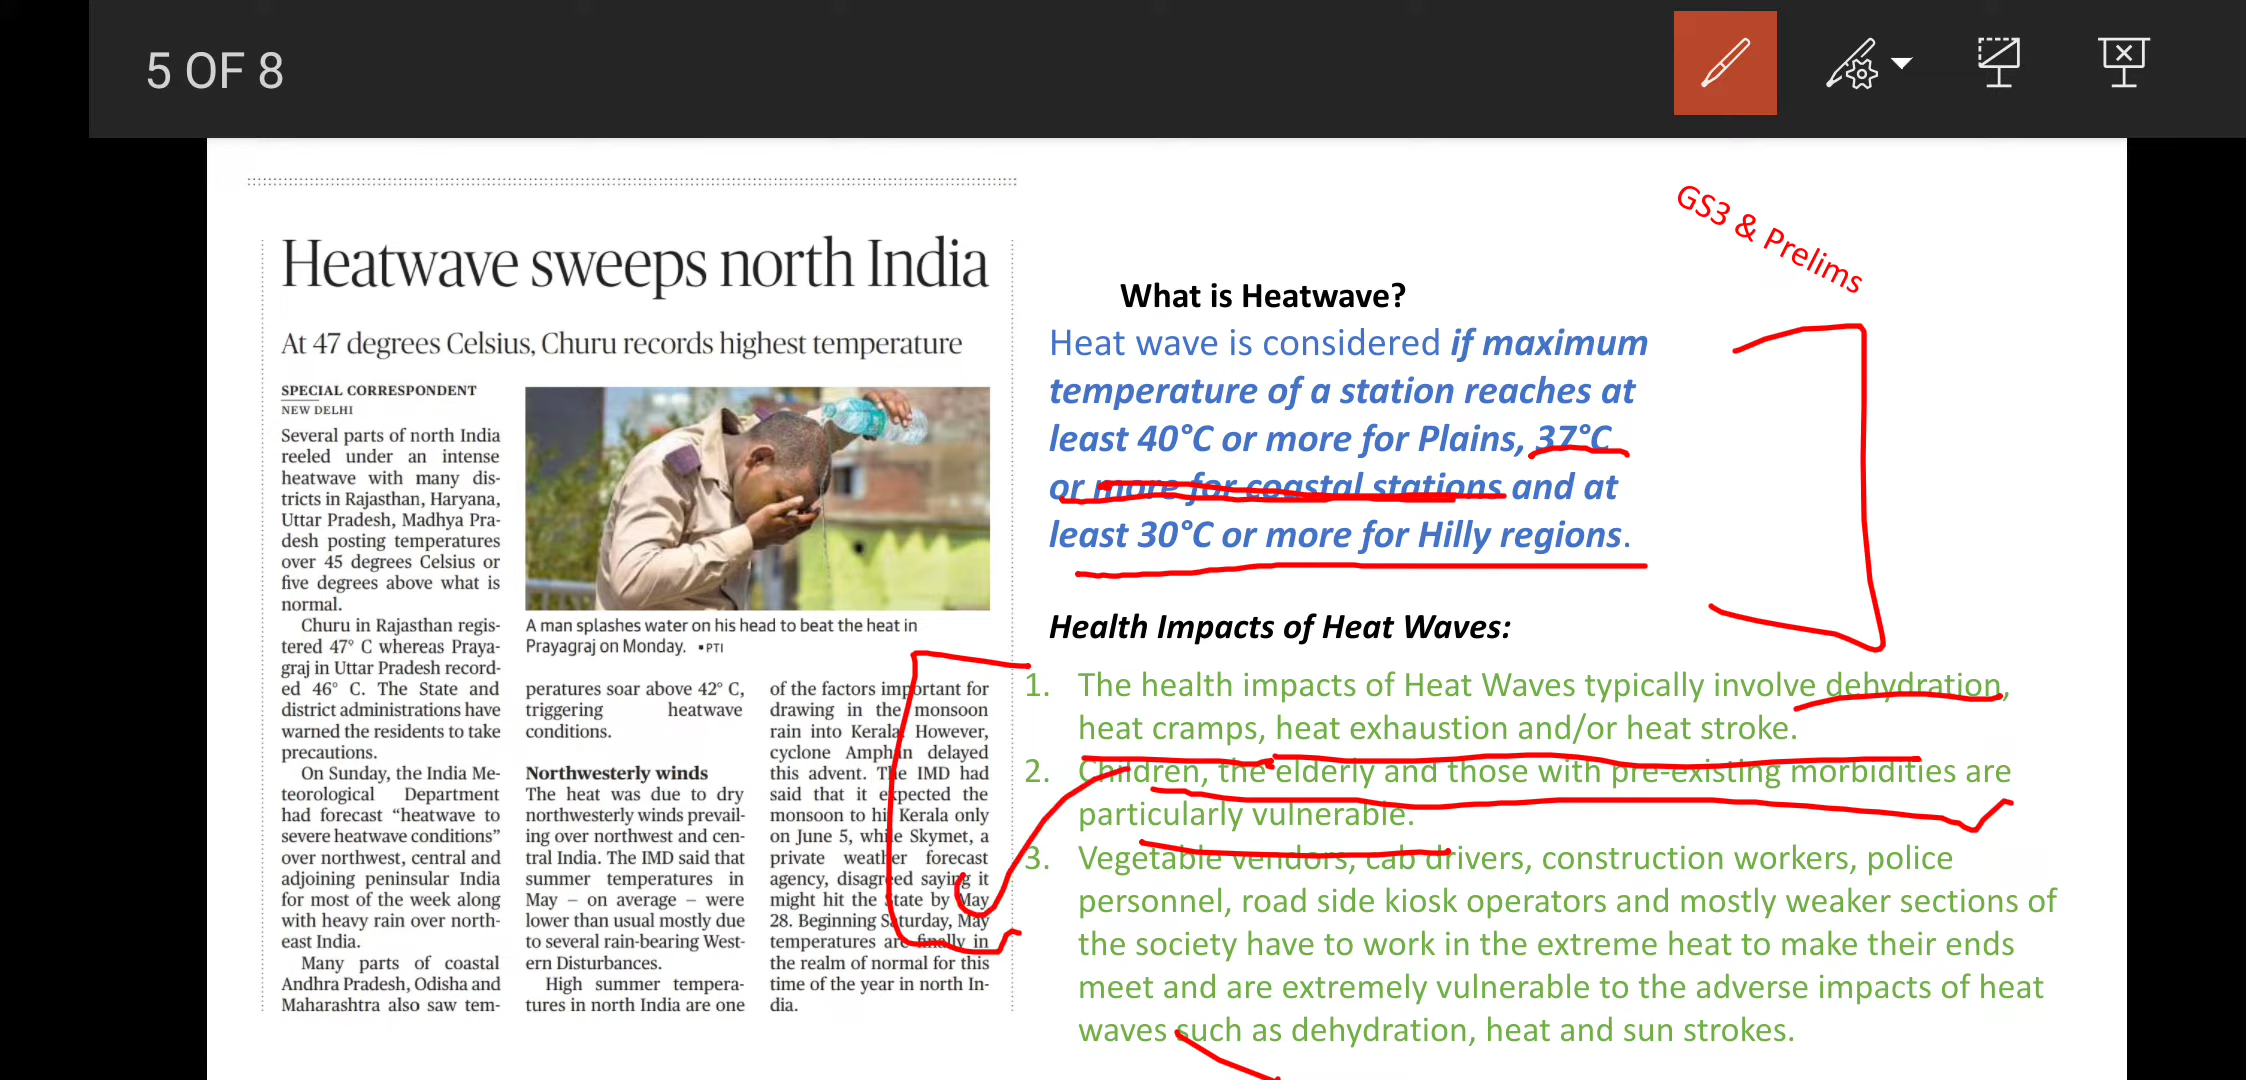 5 OF 8
Heatwave sweeps north India
At 47 degrees Celsius, Churu records highest temperature
SPECIAL CORRESPONDENT
NEW DELHI
Several parts of north India
reeled under an intense
heatwave with many dis-
tricts in Rajasthan, Haryana,
Uttar Pradesh, Madhya Pra-
desh posting temperatures
over 45 degrees Celsius or
five degrees above what is
normal.
Churu in Rajasthan regis-
tered 47° C whereas Praya-
graj in Uttar Pradesh record-
ed 46° C. The State and
district administrations have
warned the residents to take
precautions.
On Sunday, the India Me-
teorological Department
had forecast “heatwave to
severe heatwave conditions”
over northwest, central and
adjoining peninsular India
for most of the week along
with heavy rain over north-
east India.
Many parts of coastal
Andhra Pradesh, Odisha and
Maharashtra also saw tem-
A man splashes water on his head to beat the heat in
Prayagraj on Monday. ▪PTI
peratures soar above 42° C,
triggering heatwave
conditions.
Northwesterly winds
The heat was due to dry
northwesterly winds prevail-
ing over northwest and cen-
tral India. The IMD said that
summer temperatures in
May – on average – were
lower than usual mostly due
to several rain-bearing West-
ern Disturbances.
High summer tempera-
tures in north India are one
of the factors important for
drawing in the monsoon
rain into Kerala. However,
cyclone Amphan delayed
this advent. The IMD had
said that it expected the
monsoon to hit Kerala only
on June 5, while Skymet, a
private weather forecast
agency, disagreed saying it
might hit the State by May
28. Beginning Saturday, May
temperatures are finally in
the realm of normal for this
time of the year in north In-
dia.
GS3 & Prelims
What is Heatwave?
Heat wave is considered if maximum
temperature of a station reaches at
least 40°C or more for Plains, 37°C
or more for coastal stations and at
least 30°C or more for Hilly regions.
Health Impacts of Heat Waves:
1. The health impacts of Heat Waves typically involve dehydration,
heat cramps, heat exhaustion and/or heat stroke.
2. Children, the elderly and those with pre-existing morbidities are
particularly vulnerable.
3. Vegetable vendors, cab drivers, construction workers, police
personnel, road side kiosk operators and mostly weaker sections of
the society have to work in the extreme heat to make their ends
meet and are extremely vulnerable to the adverse impacts of heat
waves such as dehydration, heat and sun strokes.